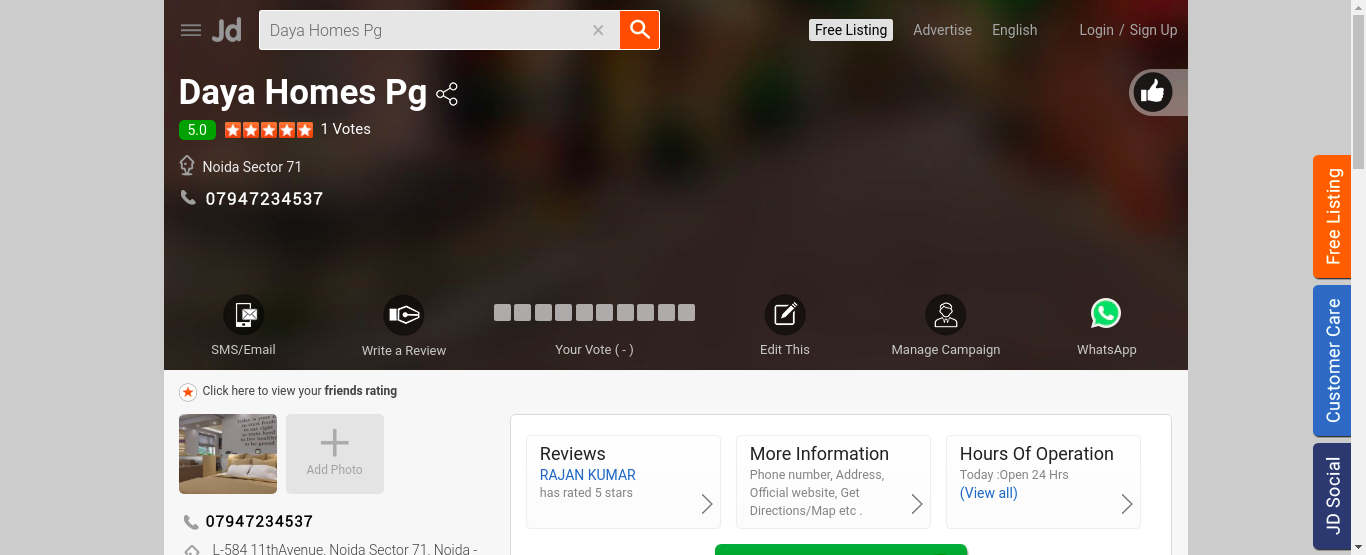 Jd
Daya Homes Pg
Free Listing
Advertise
English
Login / Sign Up
Daya Homes Pg
5.0
1 Votes
Noida Sector 71
07947234537
SMS/Email
Write a Review
Your Vote ( - )
Edit This
Manage Campaign
WhatsApp
Click here to view your friends rating
Add Photo
07947234537
L-584 11thAvenue, Noida Sector 71, Noida -
Reviews
RAJAN KUMAR
has rated 5 stars
More Information
Phone number, Address,
Official website, Get
Directions/Map etc .
Hours Of Operation
Today :Open 24 Hrs
(View all)
Free Listing
Customer Care
JD Social